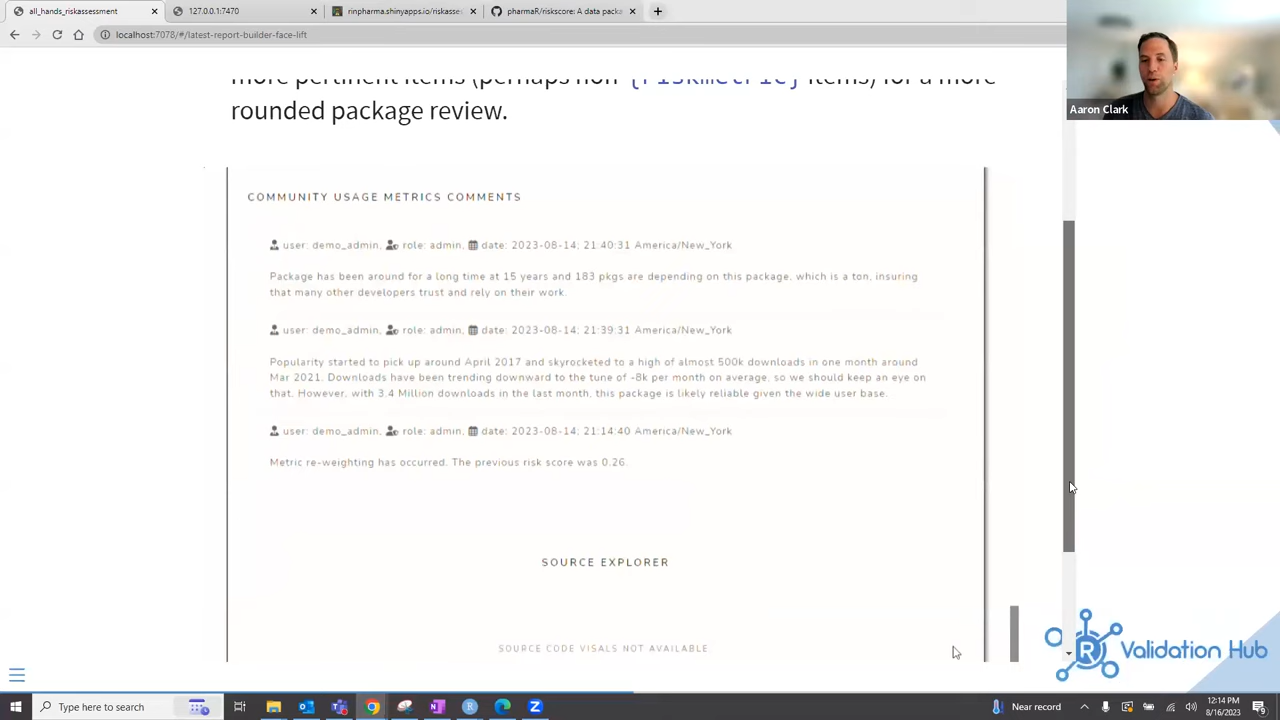 all_hands_riskassessment
127.0.0.1:7470
rinpharma.shinyapps.io/riskasses
pharmaR/riskscore: A data packa
localhost:7078/#/latest-report-builder-face-lift
more pertinent items (perhaps non-{riskmetric} items) for a more
rounded package review.
Aaron Clark
COMMUNITY USAGE METRICS COMMENTS
user: demo_admin, role: admin, date: 2023-08-14; 21:40:31 America/New_York
Package has been around for a long time at 15 years and 183 pkgs are depending on this package, which is a ton, insuring
that many other developers trust and rely on their work.
user: demo_admin, role: admin, date: 2023-08-14; 21:39:31 America/New_York
Popularity started to pick up around April 2017 and skyrocketed to a high of almost 500k downloads in one month around
Mar 2021. Downloads have been trending downward to the tune of -8k per month on average, so we should keep an eye on
that. However, with 3.4 Million downloads in the last month, this package is likely reliable given the wide user base.
user: demo_admin, role: admin, date: 2023-08-14; 21:14:40 America/New_York
Metric re-weighting has occurred. The previous risk score was 0.26.
SOURCE EXPLORER
SOURCE CODE VISALS NOT AVAILABLE.
R Validation Hub
Type here to search
Near record
12:14 PM
8/16/2023